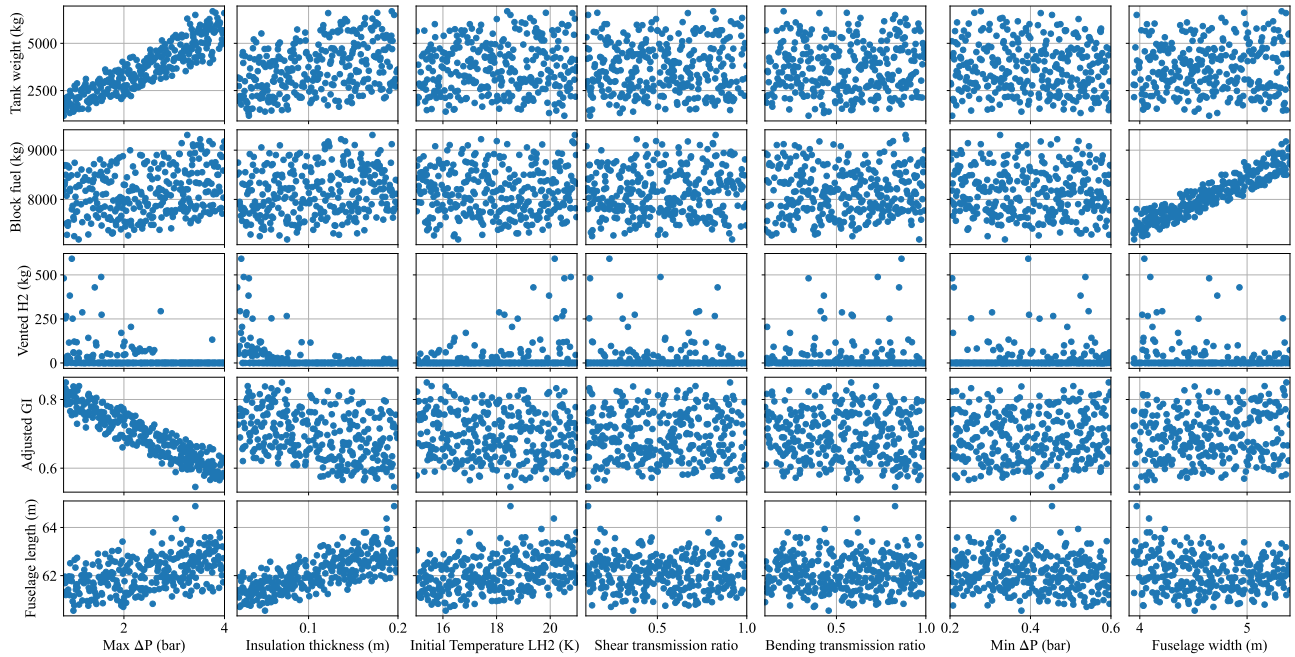 Tank weight (kg)
5000
2500
Block fuel (kg)
9000
8000
Vented H2 (kg)
500
250
0
Adjusted GI
0.8
0.6
Fuselage length (m)
64
62
2 4 0.1 0.2 16 18 20 0.5 1.0 0.5 1.0 0.2 0.4 0.6 4 5
Max ΔP (bar) Insulation thickness (m) Initial Temperature LH2 (K) Shear transmission ratio Bending transmission ratio Min ΔP (bar) Fuselage width (m)